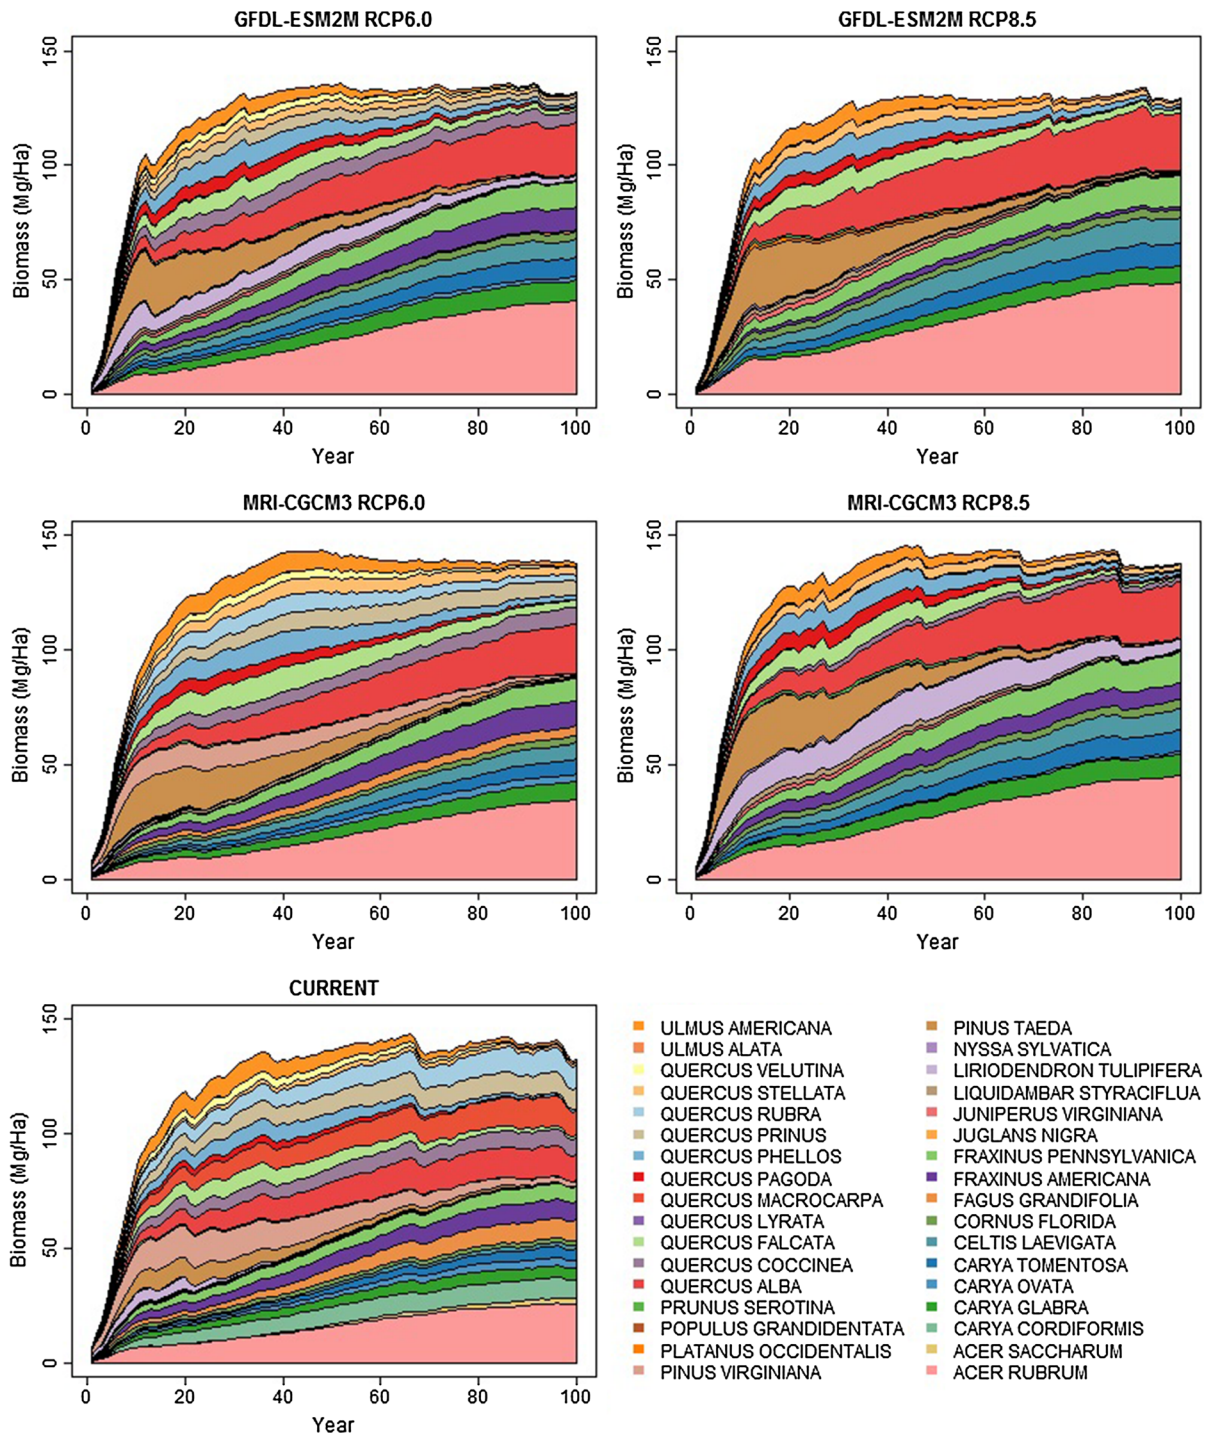 GFDL-ESM2M RCP6.0
Biomass (Mg/Ha)
0 50 100 150
0 20 40 60 80 100
Year
GFDL-ESM2M RCP8.5
Biomass (Mg/Ha)
0 50 100 150
0 20 40 60 80 100
Year
MRI-CGCM3 RCP6.0
Biomass (Mg/Ha)
0 50 100 150
0 20 40 60 80 100
Year
MRI-CGCM3 RCP8.5
Biomass (Mg/Ha)
0 50 100 150
0 20 40 60 80 100
Year
CURRENT
Biomass (Mg/Ha)
0 50 100 150
0 20 40 60 80 100
Year
ULMUS AMERICANA
ULMUS ALATA
QUERCUS VELUTINA
QUERCUS STELLATA
QUERCUS RUBRA
QUERCUS PRINUS
QUERCUS PHELLOS
QUERCUS PAGODA
QUERCUS MACROCARPA
QUERCUS LYRATA
QUERCUS FALCATA
QUERCUS COCCINEA
QUERCUS ALBA
PRUNUS SEROTINA
POPULUS GRANDIDENTATA
PLATANUS OCCIDENTALIS
PINUS VIRGINIANA
PINUS TAEDA
NYSSA SYLVATICA
LIRIODENDRON TULIPIFERA
LIQUIDAMBAR STYRACIFLUA
JUNIPERUS VIRGINIANA
JUGLANS NIGRA
FRAXINUS PENNSYLVANICA
FRAXINUS AMERICANA
FAGUS GRANDIFOLIA
CORNUS FLORIDA
CELTIS LAEVIGATA
CARYA TOMENTOSA
CARYA OVATA
CARYA GLABRA
CARYA CORDIFORMIS
ACER SACCHARUM
ACER RUBRUM